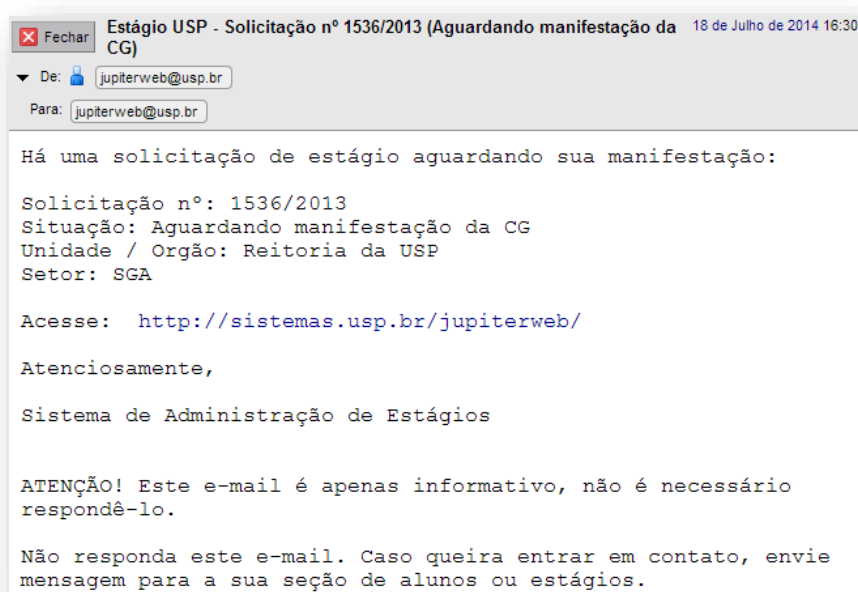 Fechar
Estágio USP - Solicitação nº 1536/2013 (Aguardando manifestação da
CG)
18 de Julho de 2014 16:30
De: jupiterweb@usp.br
Para: jupiterweb@usp.br
Há uma solicitação de estágio aguardando sua manifestação:
Solicitação nº: 1536/2013
Situação: Aguardando manifestação da CG
Unidade / Orgão: Reitoria da USP
Setor: SGA
Acesse: http://sistemas.usp.br/jupiterweb/
Atenciosamente,
Sistema de Administração de Estágios
ATENÇÃO! Este e-mail é apenas informativo, não é necessário
respondê-lo.
Não responda este e-mail. Caso queira entrar em contato, envie
mensagem para a sua seção de alunos ou estágios.